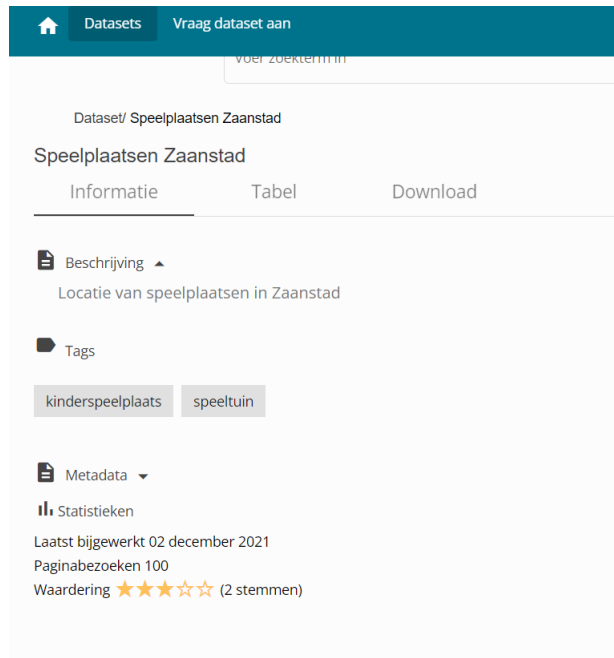 Datasets Vraag dataset aan
Voer zoekterm in
Dataset/ Speelplaatsen Zaanstad
Speelplaatsen Zaanstad
Informatie Tabel Download
Beschrijving
Locatie van speelplaatsen in Zaanstad
Tags
kinderspeelplaats speeltuin
Metadata
Statistieken
Laatst bijgewerkt 02 december 2021
Paginabezoeken 100
Waardering (2 stemmen)